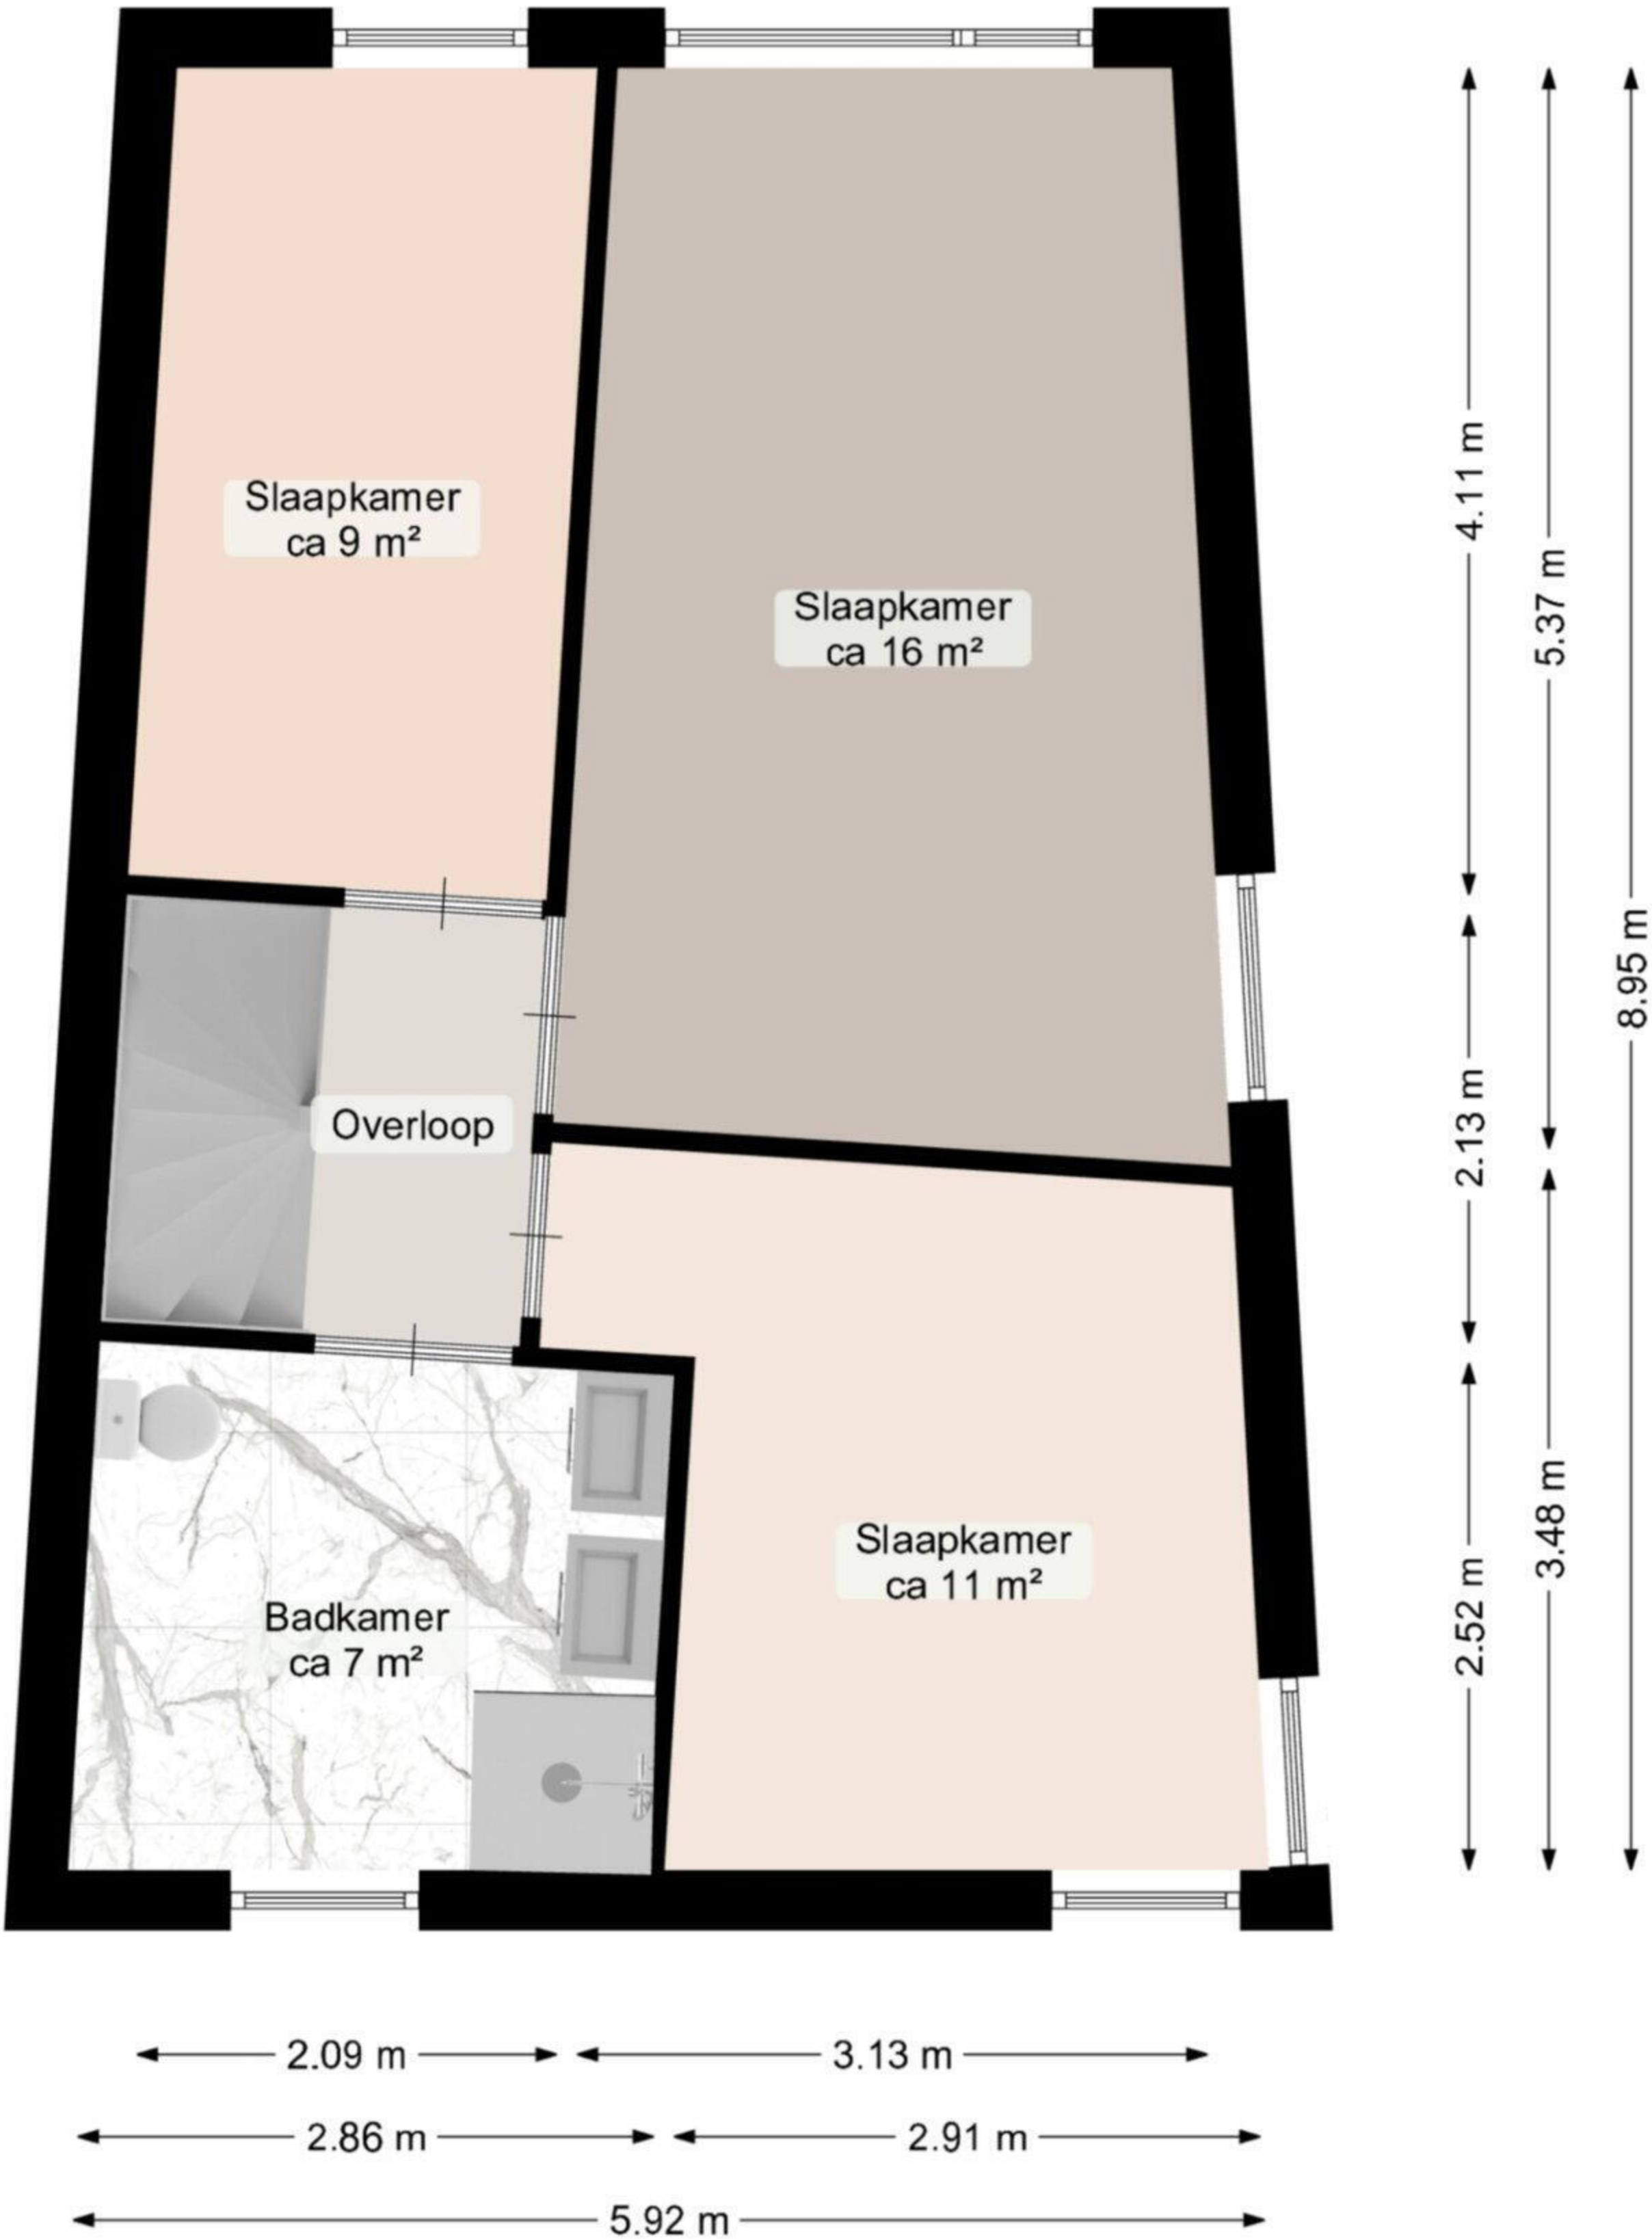 Slaapkamer
ca 9 m²
Slaapkamer
ca 16 m²
Overloop
Badkamer
ca 7 m²
Slaapkamer
ca 11 m²
4.11 m
2.13 m
2.52 m
5.37 m
3.48 m
8.95 m
2.09 m
3.13 m
2.86 m
2.91 m
5.92 m